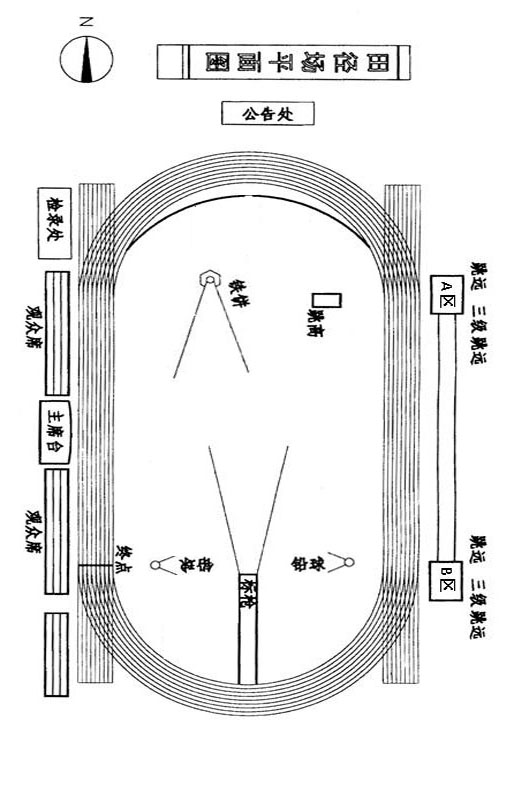 N
田径场平面图
公告处
检录处
观众席
主席台
观众席
终点
铁饼
跳高
跳远 三级跳远
A区
跳远 三级跳远
B区
铅球
铅球
标枪